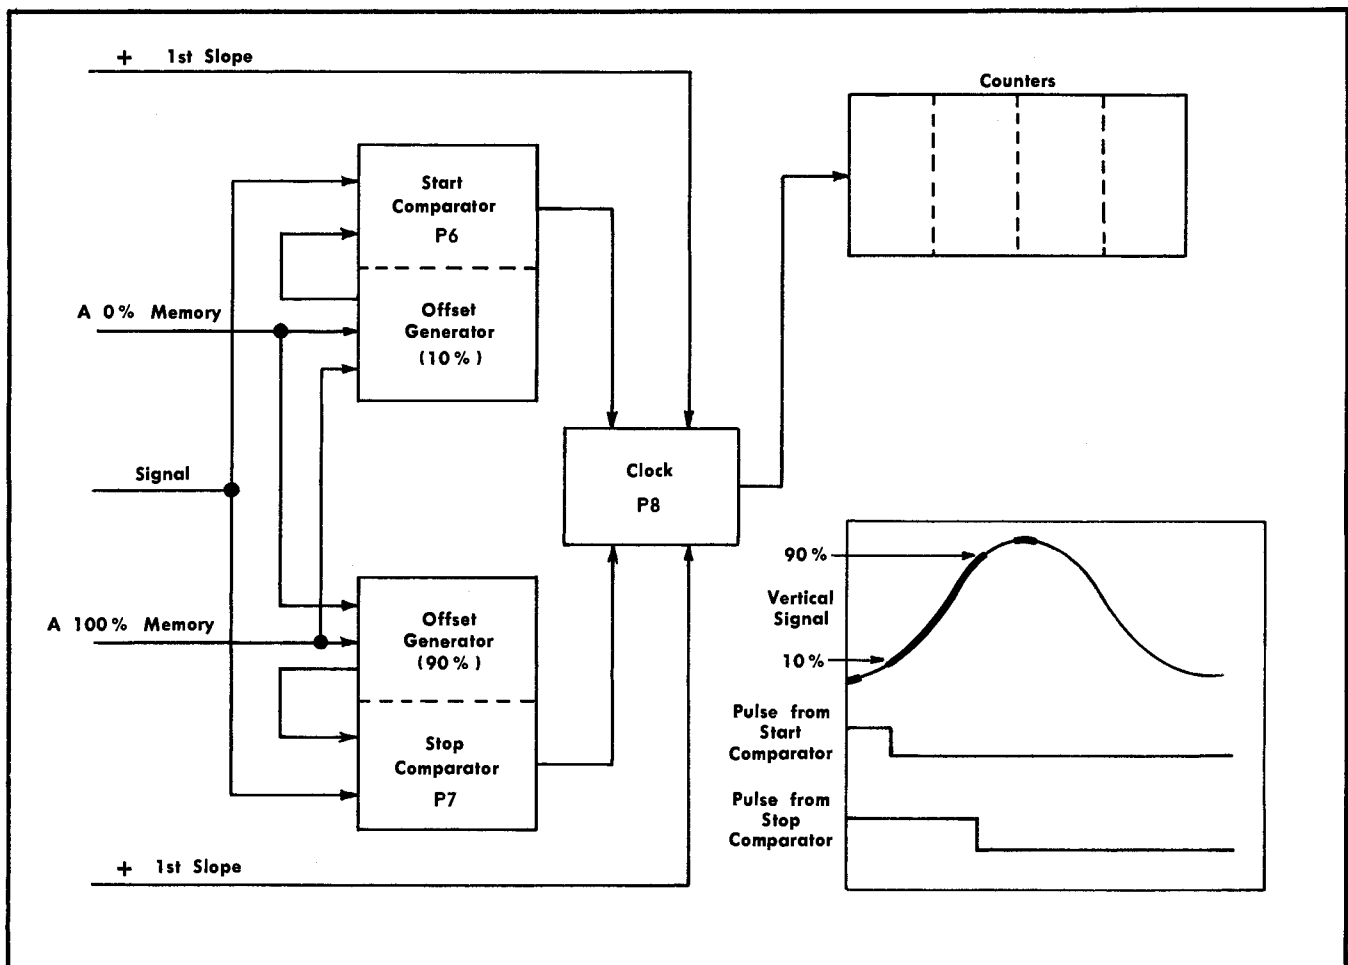 + 1st Slope
Counters
Start
Comparator
P6
Offset
Generator
(10%)
A 0% Memory
Signal
Clock
P8
A 100% Memory
Offset
Generator
(90%)
Stop
Comparator
P7
+ 1st Slope
90%
Vertical
Signal
10%
Pulse from
Start
Comparator
Pulse from
Stop
Comparator